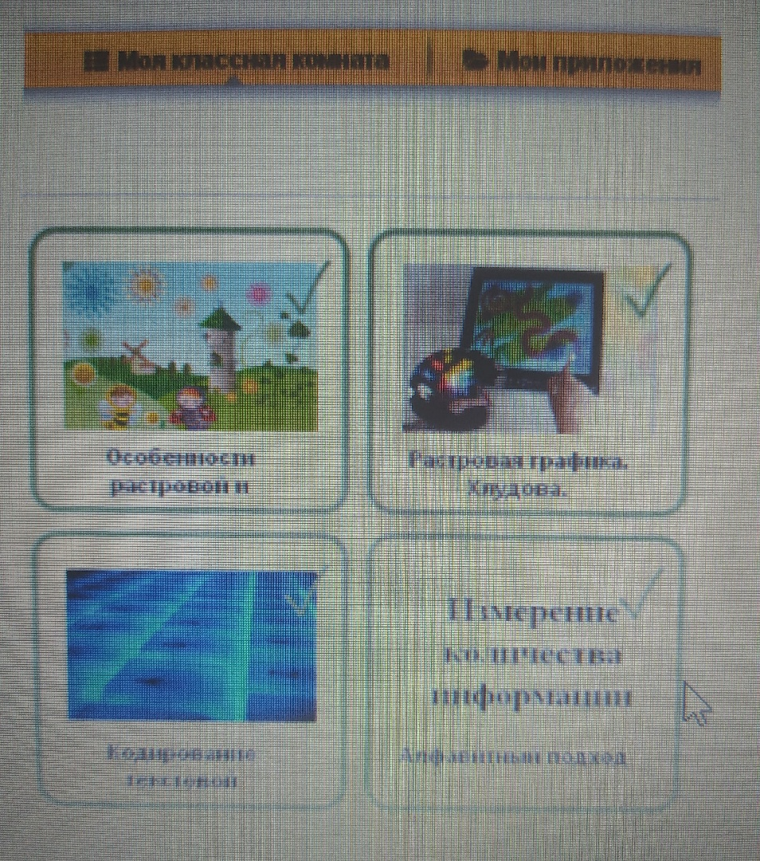 Моя классная комната
Мои приложения
Особенности
растровой и
Растровая графика.
Хлудова.
Кодирование
текстовой
Измерение
количества
информации
Алфавитный подход